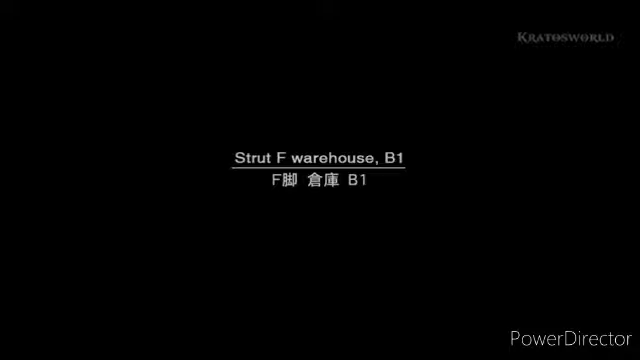 KRATOSWORLD
Strut F warehouse, B1
F脚 倉庫 B1
PowerDirector